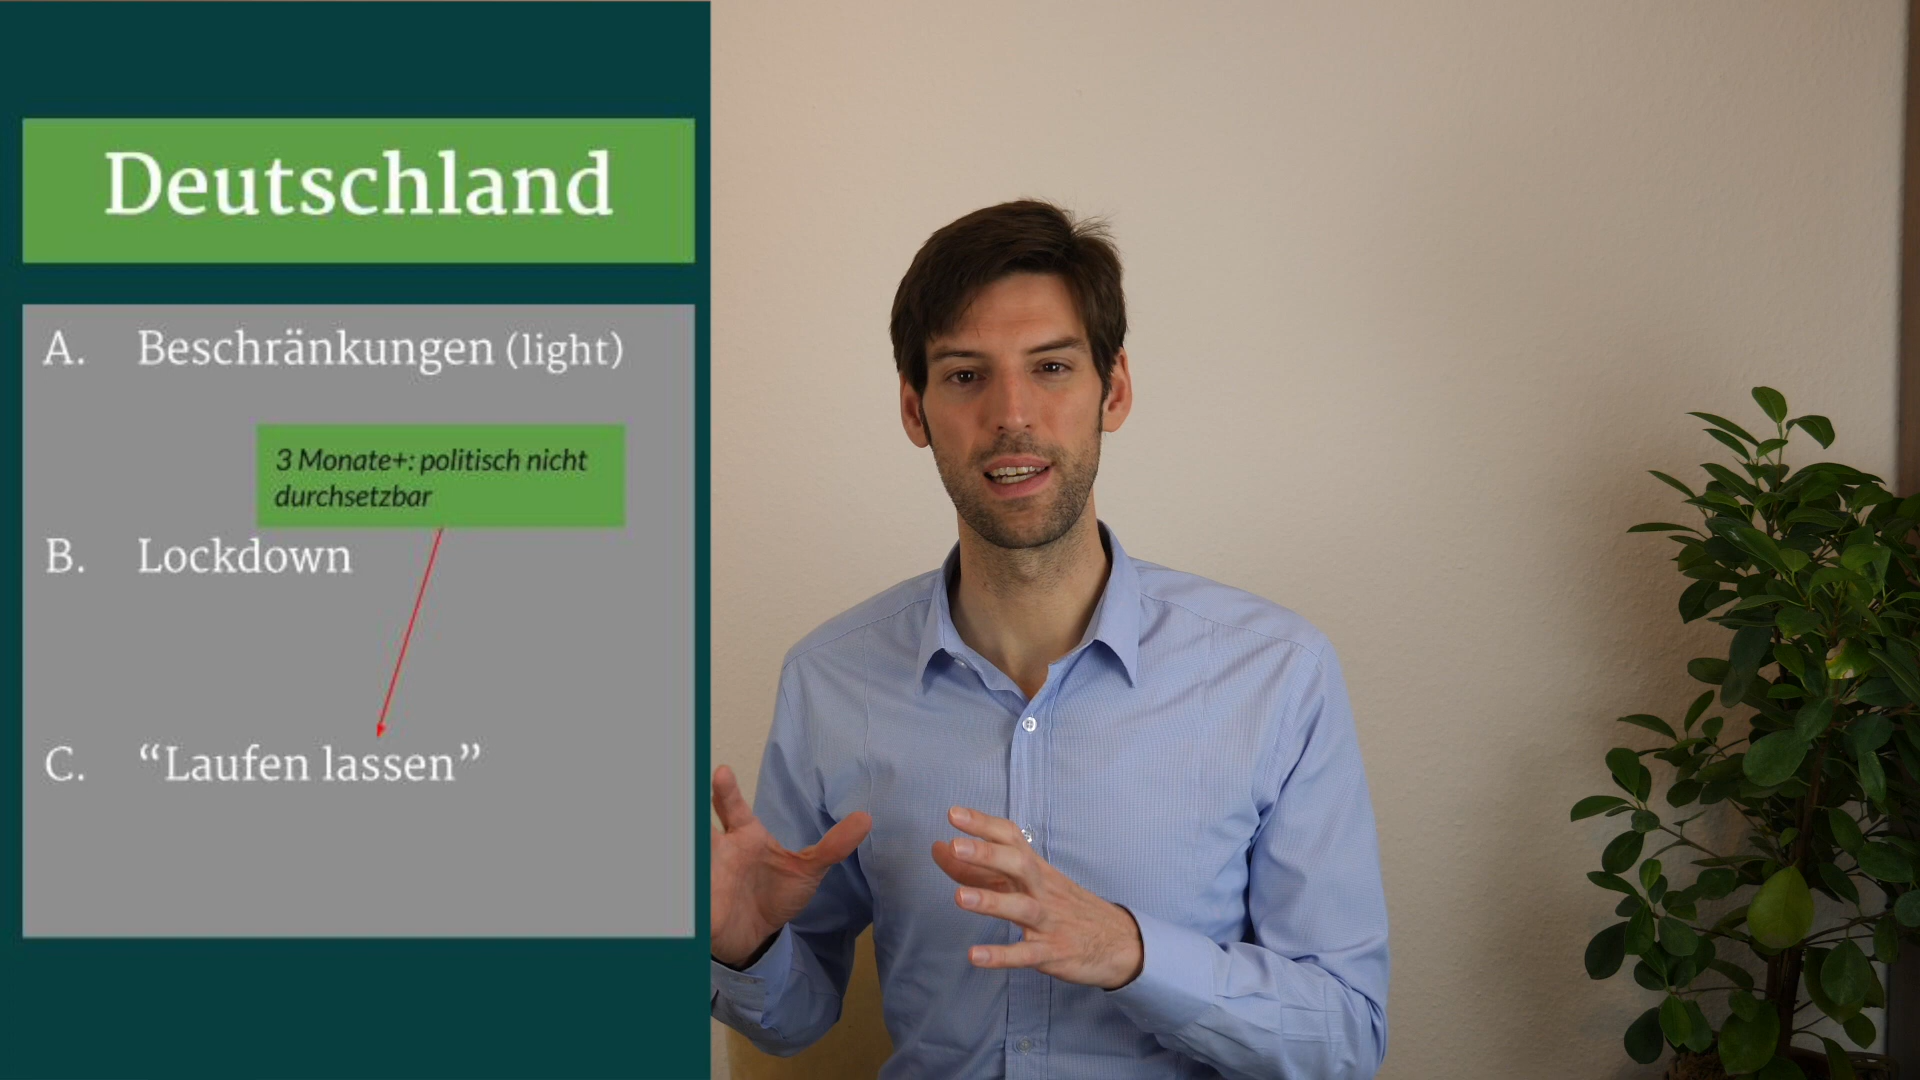 Deutschland
A. Beschränkungen (light)
3 Monate+: politisch nicht
durchsetzbar
B. Lockdown
C. “Laufen lassen”